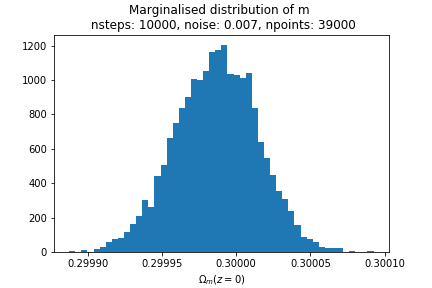 Marginalised distribution of m
nsteps: 10000, noise: 0.007, npoints: 39000
1200
1000
800
600
400
200
0
0.29990 0.29995 0.30000 0.30005 0.30010
Ωm(z = 0)